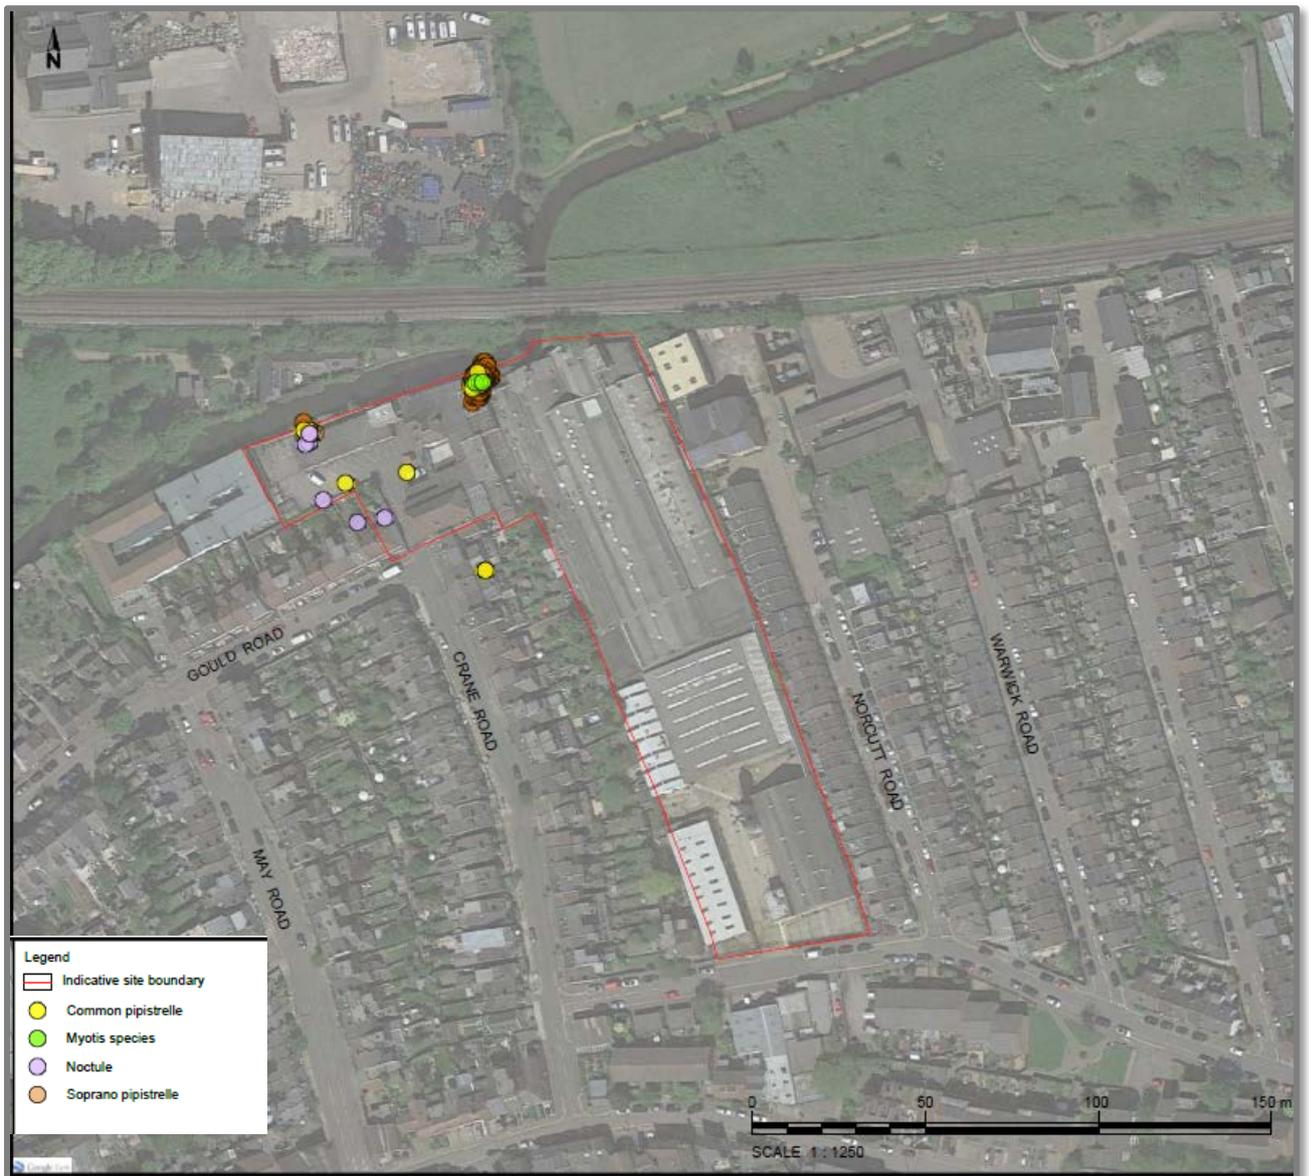 N
GOULD ROAD
CRANE ROAD
WARWICK ROAD
NORCUTT ROAD
MAY ROAD
Legend
Indicative site boundary
Common pipistrelle
Myotis species
Noctule
Soprano pipistrelle
0 50 100 150 m
SCALE 1 : 1250
Google